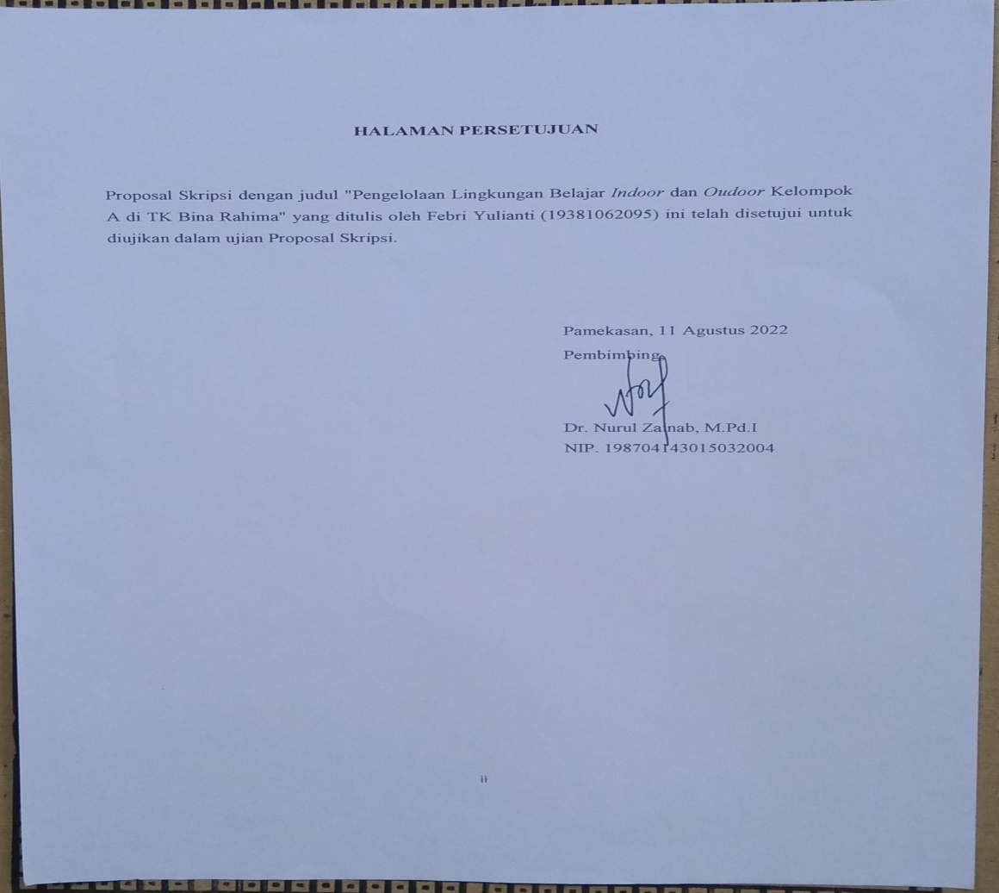 HALAMAN PERSETUJUAN
Proposal Skripsi dengan judul "Pengelolaan Lingkungan Belajar Indoor dan Oudoor Kelompok
A di TK Bina Rahima" yang ditulis oleh Febri Yulianti (19381062095) ini telah disetujui untuk
diujikan dalam ujian Proposal Skripsi.
Pamekasan, 11 Agustus 2022
Pembimbing
Dr. Nurul Zainab, M.Pd.I
NIP. 198704143015032004
ii